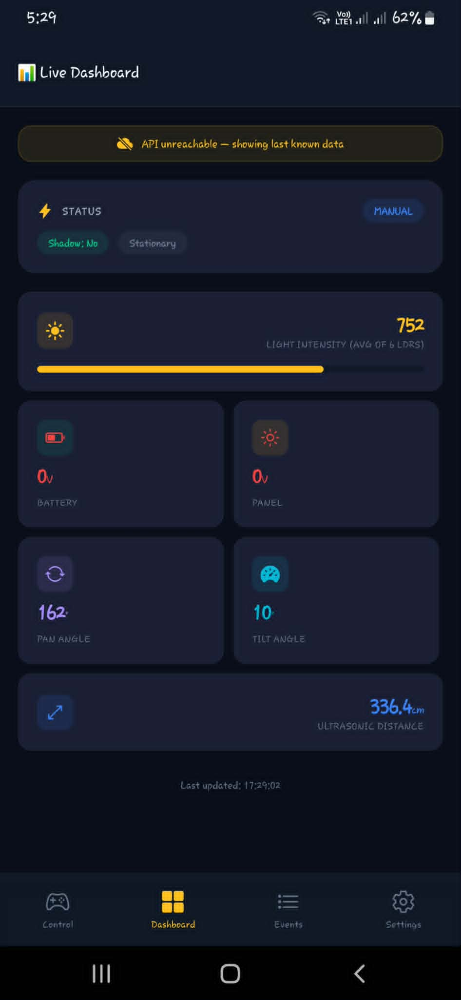 5:29 Vo)) LTE1 62%
Live Dashboard
API unreachable — showing last known data
STATUS MANUAL
Shadow: No Stationary
752
LIGHT INTENSITY (AVG OF 6 LDRS)
0V 0V
BATTERY PANEL
162° 10°
PAN ANGLE TILT ANGLE
336.4cm
ULTRASONIC DISTANCE
Last updated: 17:29:02
Control Dashboard Events Settings